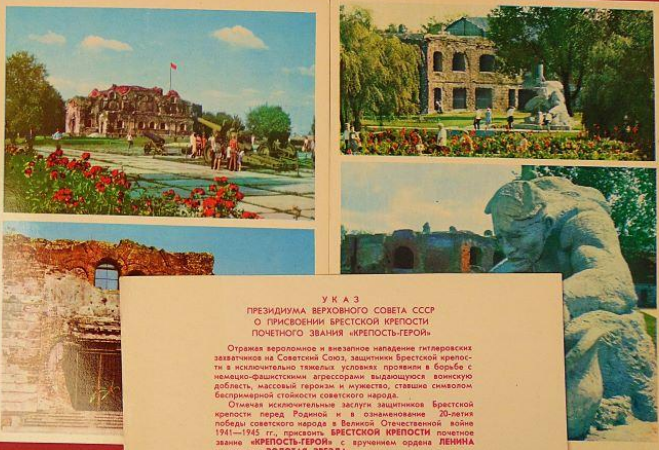 УКАЗ
ПРЕЗИДИУМА ВЕРХОВНОГО СОВЕТА СССР
О ПРИСВОЕНИИ БРЕСТСКОЙ КРЕПОСТИ
ПОЧЕТНОГО ЗВАНИЯ «КРЕПОСТЬ-ГЕРОЙ»
Отражая вероломное и внезапное нападение гитлеровских
захватчиков на Советский Союз, защитники Брестской крепос-
ти в исключительно тяжелых условиях проявили в борьбе с
немецко-фашистскими агрессорами выдающуюся воинскую
доблесть, массовый героизм и мужество, ставшие символом
беспримерной стойкости советского народа.
Отмечая исключительные заслуги защитников Брестской
крепости перед Родиной и в ознаменование 20-летия
победы советского народа в Великой Отечественной войне
1941—1945 гг., присвоить БРЕСТСКОЙ КРЕПОСТИ почетное
звание «КРЕПОСТЬ-ГЕРОЙ» с вручением ордена ЛЕНИНА